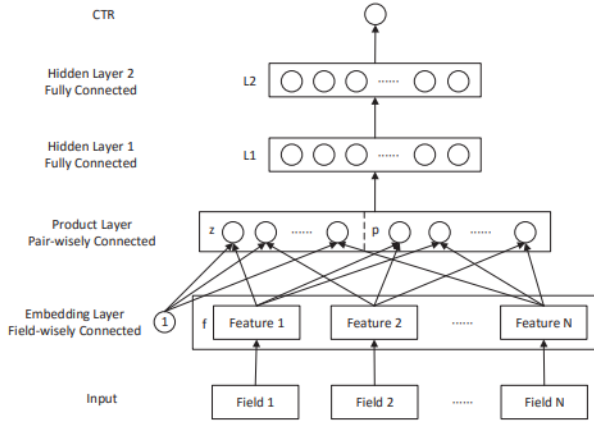 CTR
Hidden Layer 2
Fully Connected
L2
......
Hidden Layer 1
Fully Connected
L1
......
Product Layer
Pair-wisely Connected
z
......
p
......
Embedding Layer
Field-wisely Connected
1
f
Feature 1
Feature 2
......
Feature N
Input
Field 1
Field 2
......
Field N